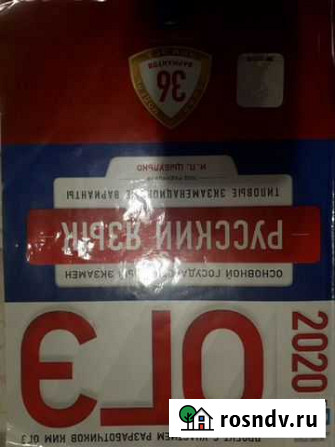 ПРОЕКТ С УЧАСТИЕМ РАЗРАБОТЧИКОВ КИМ ОГЭ
ОГЭ
2020
ОСНОВНОЙ ГОСУДАРСТВЕННЫЙ ЭКЗАМЕН
РУССКИЙ ЯЗЫК
ТИПОВЫЕ ЭКЗАМЕНАЦИОННЫЕ ВАРИАНТЫ
И. П. ЦЫБУЛЬКО
36
ВАРИАНТОВ
rosndv.ru